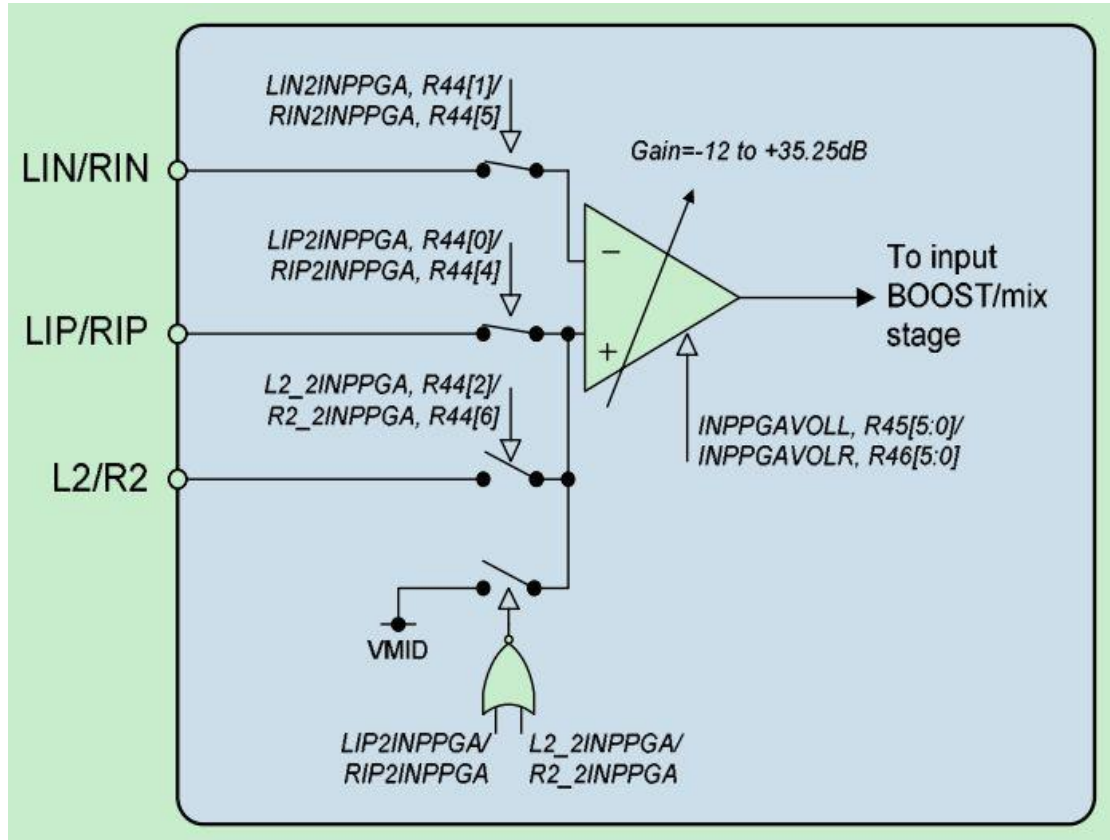 LIN2INPPGA, R44[1]/
RIN2INPPGA, R44[5]
Gain=-12 to +35.25dB
LIN/RIN
LIP2INPPGA, R44[0]/
RIP2INPPGA, R44[4]
−
To input
BOOST/mix
stage
LIP/RIP
+
L2_2INPPGA, R44[2]/
R2_2INPPGA, R44[6]
INPPGAVOLL, R45[5:0]/
INPPGAVOLR, R46[5:0]
L2/R2
VMID
LIP2INPPGA/
RIP2INPPGA
L2_2INPPGA/
R2_2INPPGA